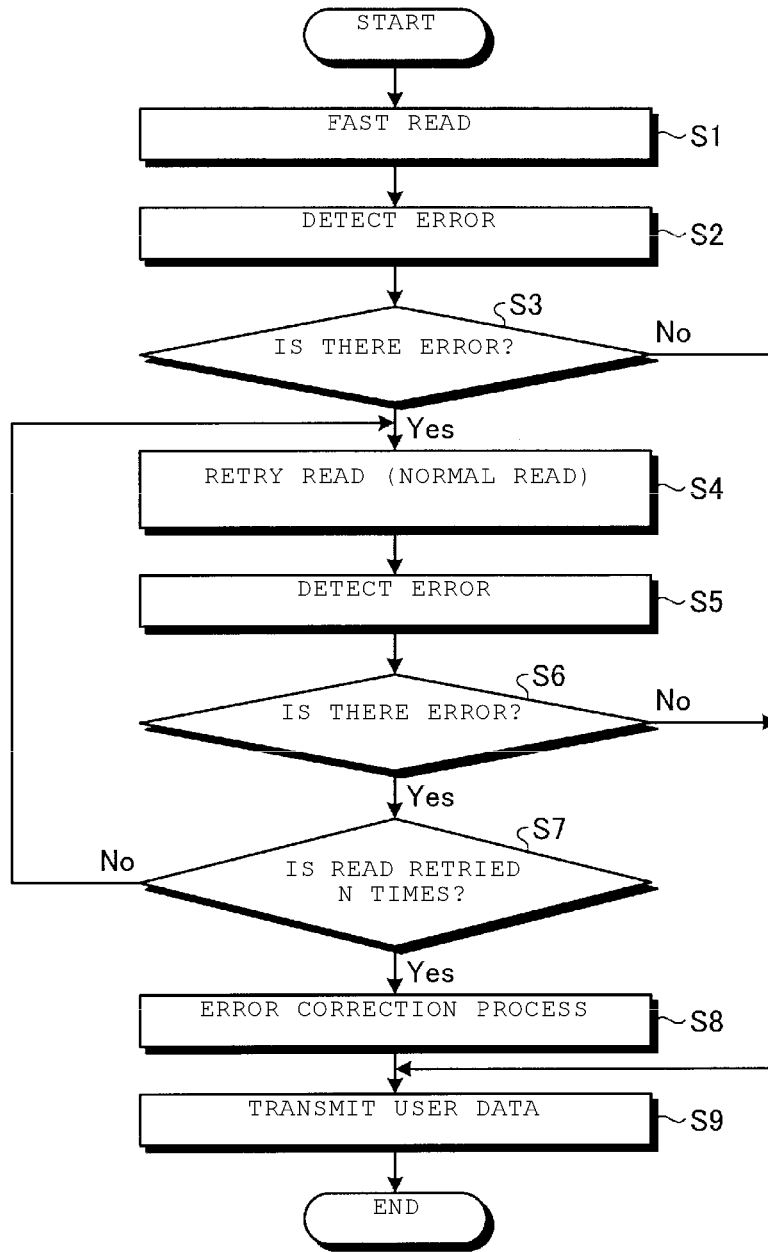 START
FAST READ
S1
DETECT ERROR
S2
S3
IS THERE ERROR?
No
Yes
RETRY READ (NORMAL READ)
S4
DETECT ERROR
S5
S6
IS THERE ERROR?
No
Yes
S7
No
IS READ RETRIED
N TIMES?
Yes
ERROR CORRECTION PROCESS
S8
TRANSMIT USER DATA
S9
END